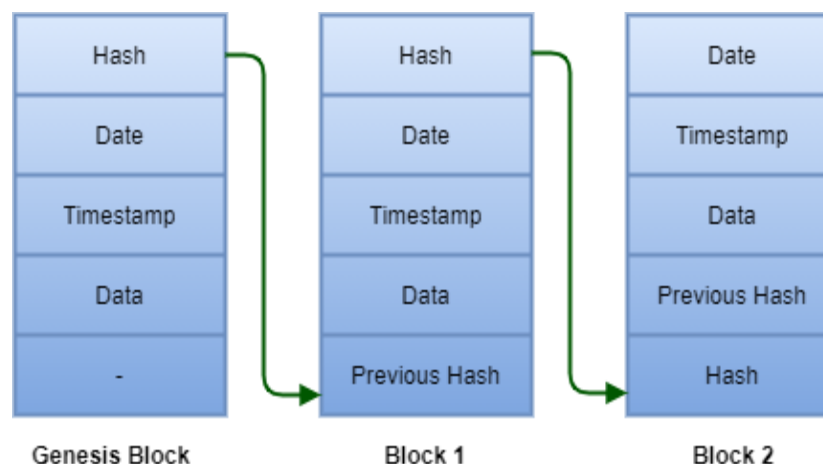 Hash
Date
Timestamp
Data
-
Genesis Block
Hash
Date
Timestamp
Data
Previous Hash
Block 1
Date
Timestamp
Data
Previous Hash
Hash
Block 2